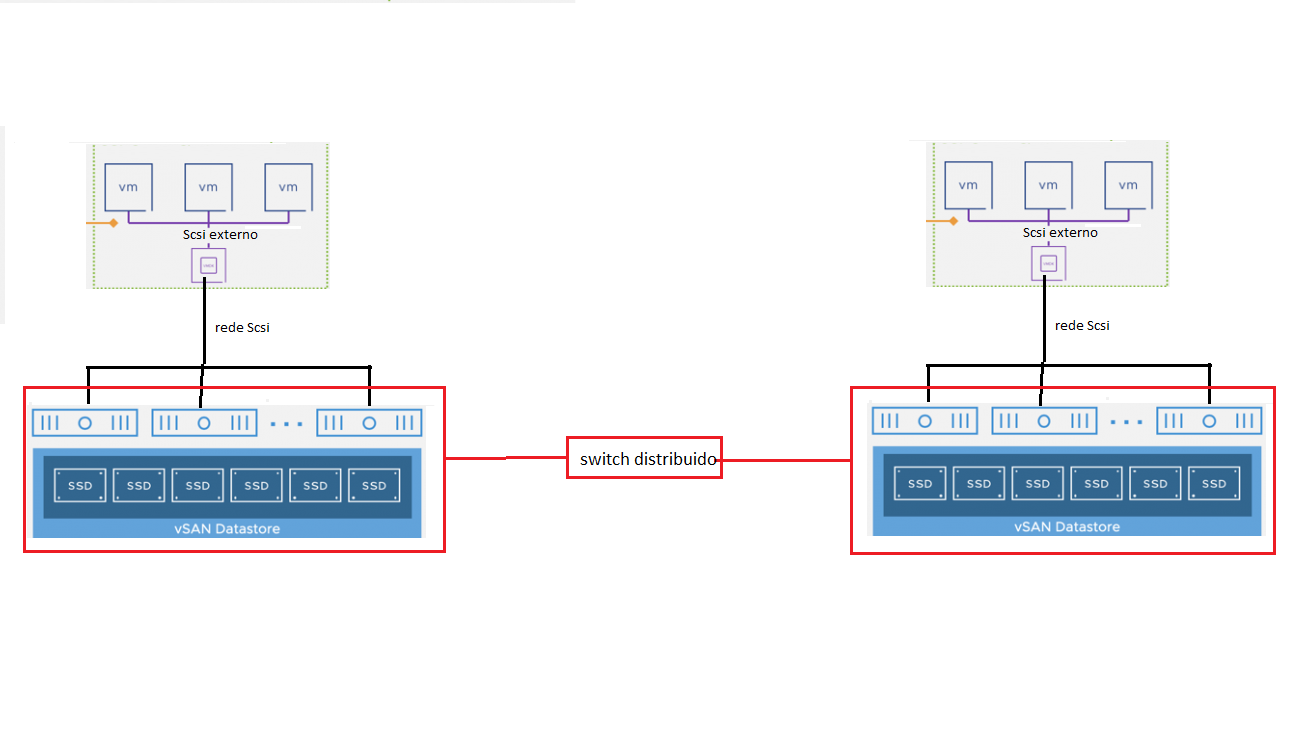 vm vm vm
Scsi externo
rede Scsi
SSD SSD SSD SSD SSD SSD
vSAN Datastore
switch distribuido
vm vm vm
Scsi externo
rede Scsi
SSD SSD SSD SSD SSD SSD
vSAN Datastore